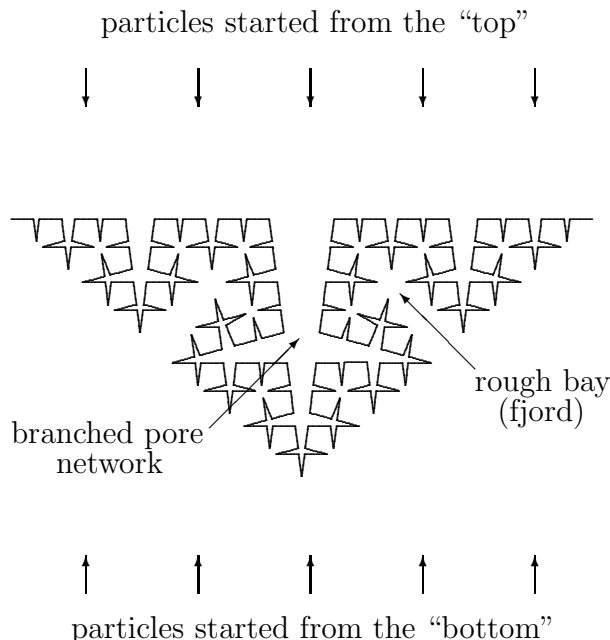 particles started from the “top”
rough bay
(fjord)
branched pore
network
particles started from the “bottom”